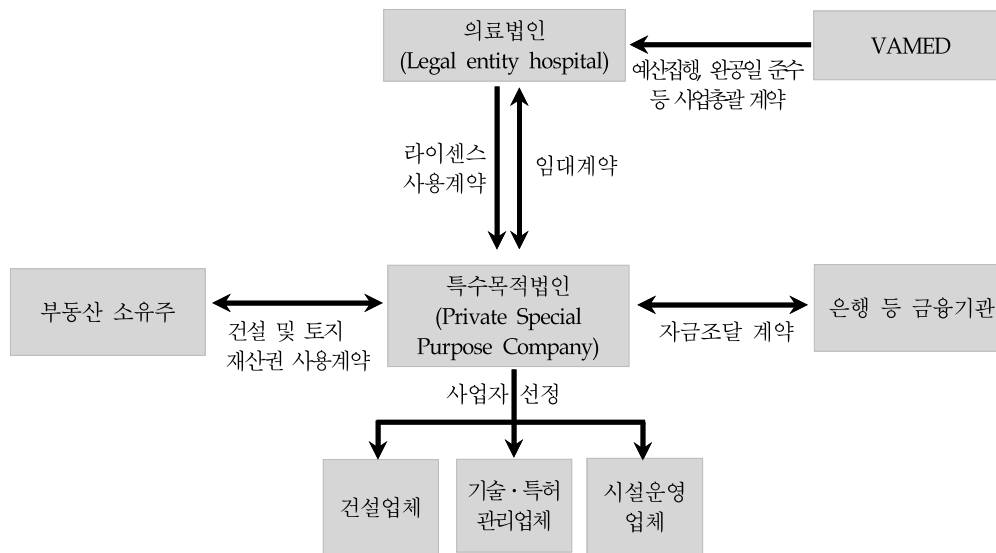 의료법인
(Legal entity hospital)
VAMED
예산집행, 완공일 준수
등 사업총괄 계약
라이센스
사용계약
임대계약
부동산 소유주
특수목적법인
(Private Special
Purpose Company)
은행 등 금융기관
건설 및 토지
재산권 사용계약
자금조달 계약
사업자 선정
건설업체
기술·특허
관리업체
시설운영
업체